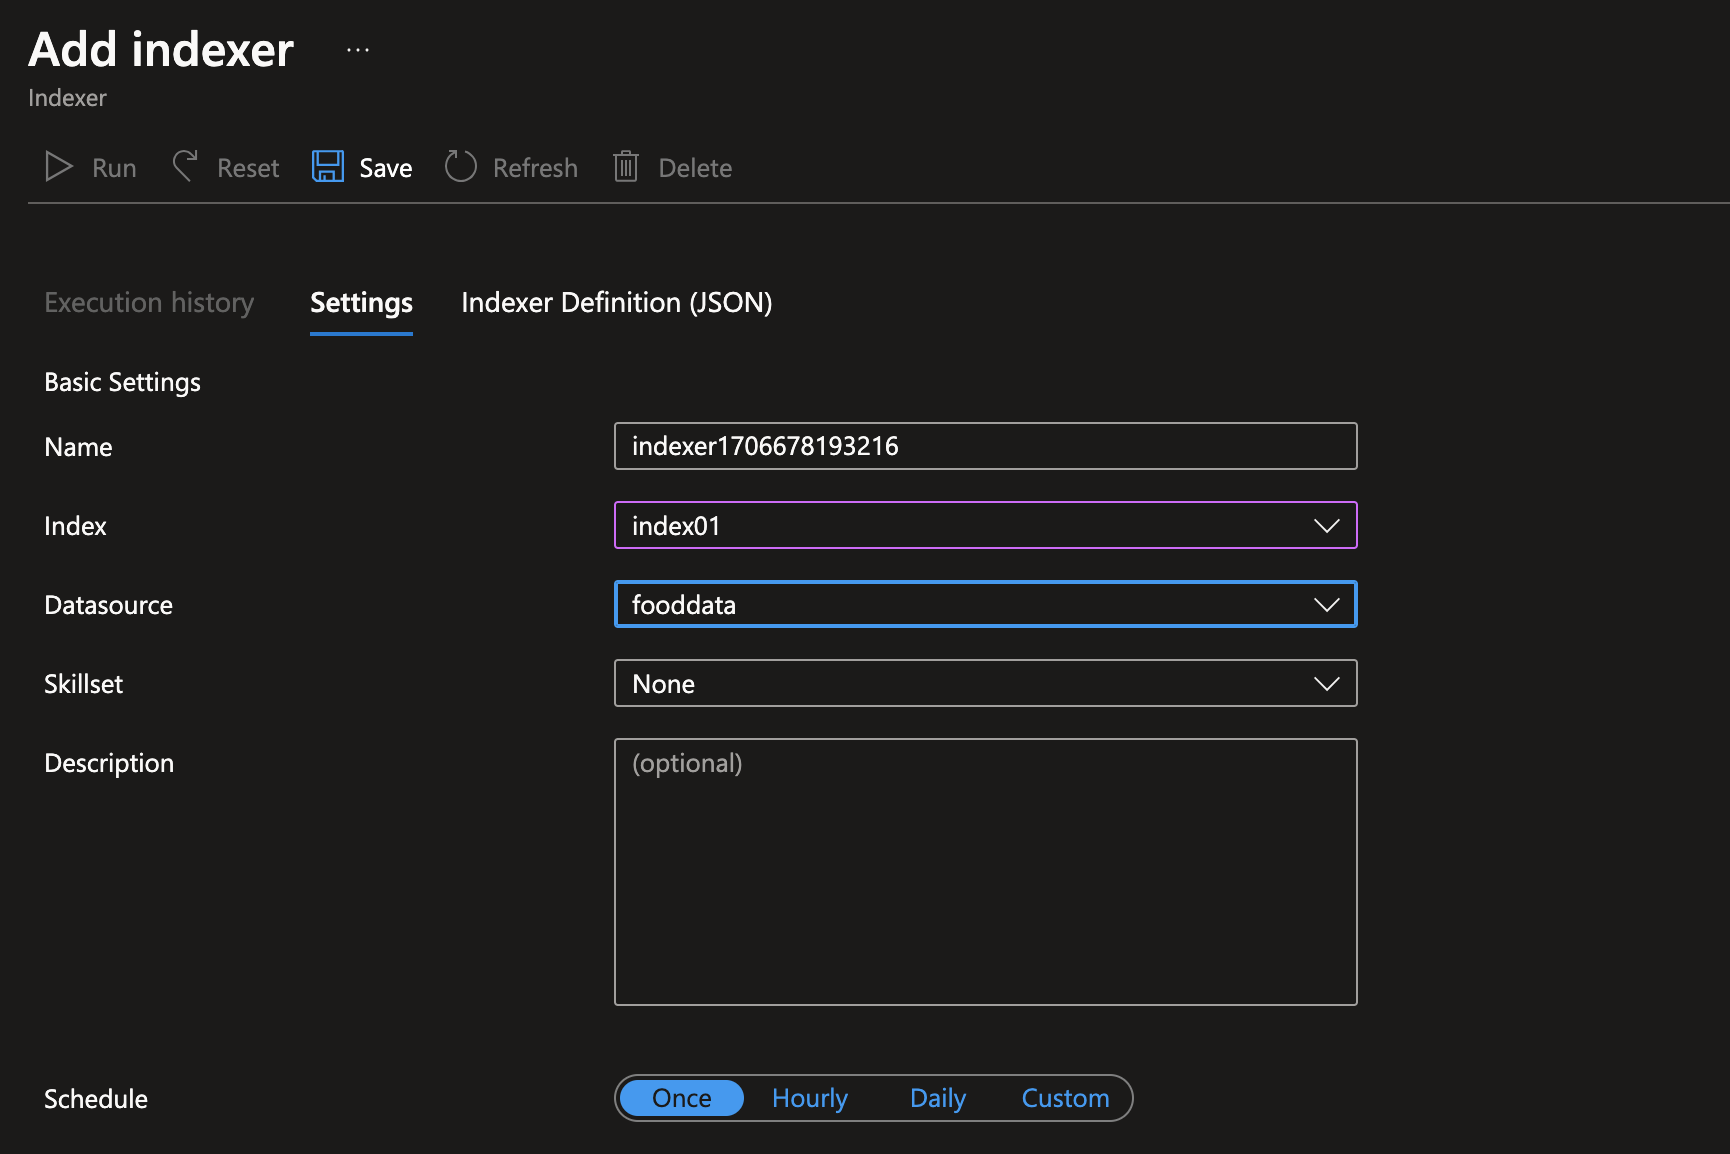 Add indexer ...
Indexer
Run Reset Save Refresh Delete
Execution history Settings Indexer Definition (JSON)
Basic Settings
Name indexer1706678193216
Index index01
Datasource fooddata
Skillset None
Description (optional)
Schedule Once Hourly Daily Custom